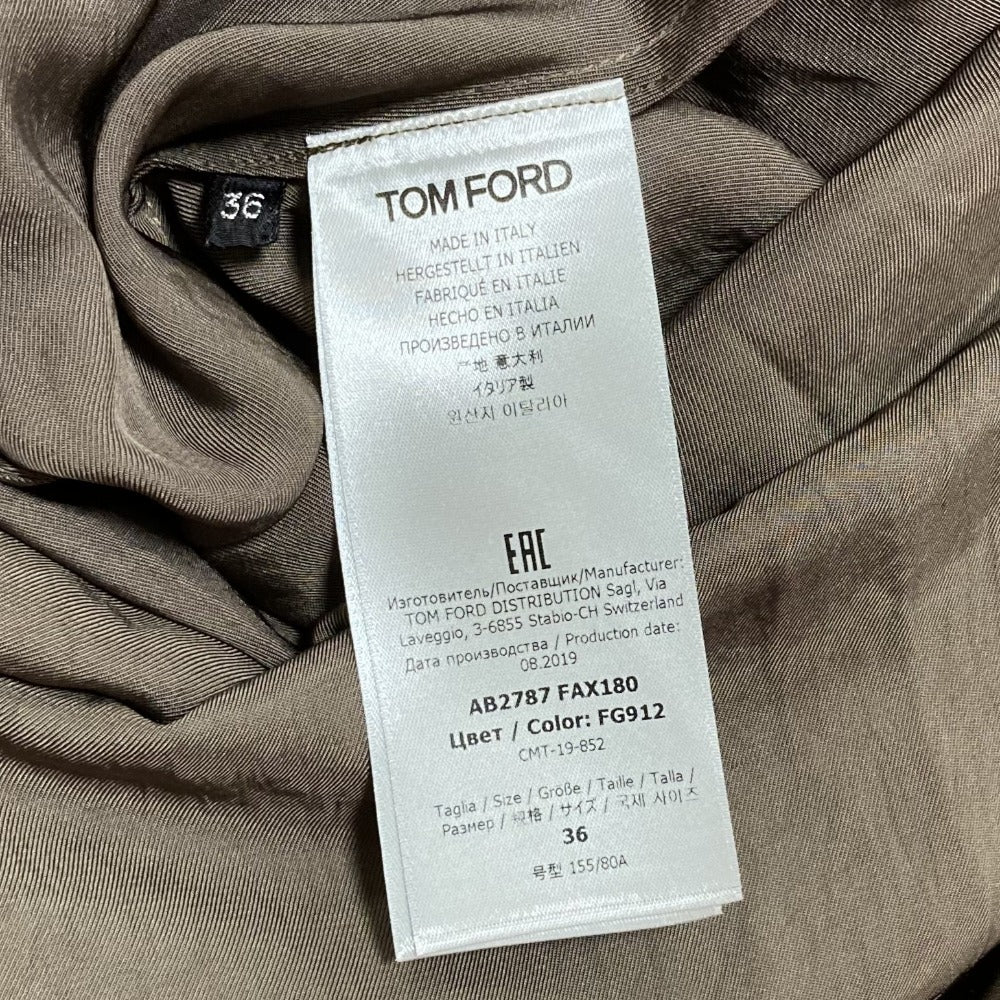 36
TOM FORD
MADE IN ITALY
HERGESTELLT IN ITALIEN
FABRIQUÉ EN ITALIE
HECHO EN ITALIA
ПРОИЗВЕДЕНО В ИТАЛИИ
产地 意大利
イタリア製
원산지 이탈리아
EAC
Изготовитель/Поставщик/Manufacturer:
TOM FORD DISTRIBUTION Sagl, Via
Laveggio, 3-6855 Stabio-CH Switzerland
Дата производства / Production date:
08.2019
AB2787 FAX180
Цвет / Color: FG912
CMT-19-852
Taglia / Size / Größe / Taille / Talla /
Размер / 规格 / サイズ / 국제 사이즈
36
号型 155/80A